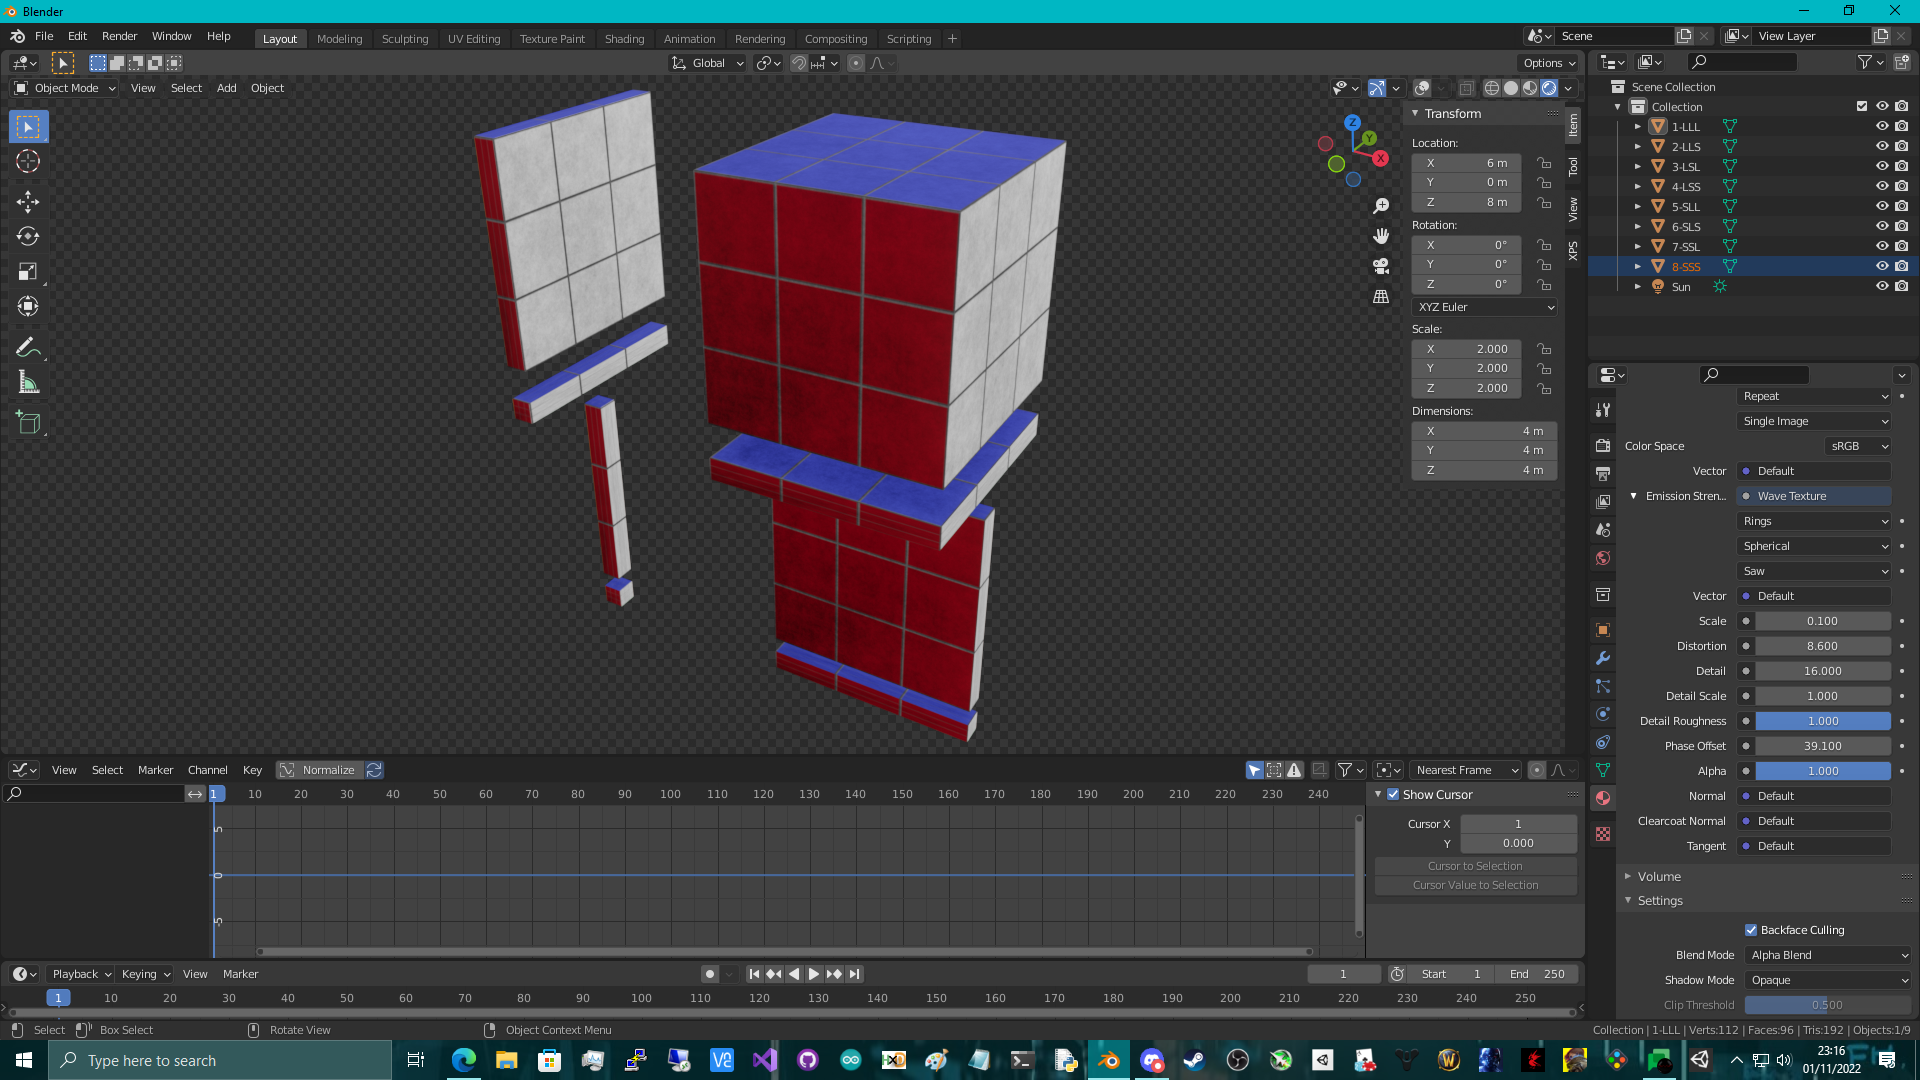 Blender
File Edit Render Window Help
Layout Modeling Sculpting UV Editing Texture Paint Shading Animation Rendering Compositing Scripting +
Scene
View Layer
Global
Options
Object Mode View Select Add Object
Transform
Location:
X 6 m
Y 0 m
Z 8 m
Rotation:
X 0°
Y 0°
Z 0°
XYZ Euler
Scale:
X 2.000
Y 2.000
Z 2.000
Dimensions:
X 4 m
Y 4 m
Z 4 m
Item
Tool
View
XPS
Z
Y
X
Scene Collection
Collection
1-LLL
2-LLS
3-LSL
4-LSS
5-SLL
6-SLS
7-SSL
8-SSS
Sun
Repeat
Single Image
Color Space sRGB
Vector Default
Emission Stren... Wave Texture
Rings
Spherical
Saw
Vector Default
Scale 0.100
Distortion 8.600
Detail 16.000
Detail Scale 1.000
Detail Roughness 1.000
Phase Offset 39.100
Alpha 1.000
Normal Default
Clearcoat Normal Default
Tangent Default
Volume
Settings
Backface Culling
Blend Mode Alpha Blend
Shadow Mode Opaque
Clip Threshold 0.500
View Select Marker Channel Key Normalize
Nearest Frame
1 10 20 30 40 50 60 70 80 90 100 110 120 130 140 150 160 170 180 190 200 210 220 230 240
5
0
-5
Show Cursor
Cursor X 1
Y 0.000
Cursor to Selection
Cursor Value to Selection
Playback Keying View Marker
1
Start 1
End 250
1 10 20 30 40 50 60 70 80 90 100 110 120 130 140 150 160 170 180 190 200 210 220 230 240 250
Select Box Select Rotate View Object Context Menu
Collection | 1-LLL | Verts:112 | Faces:96 | Tris:192 | Objects:1/9
Type here to search
23:16
01/11/2022